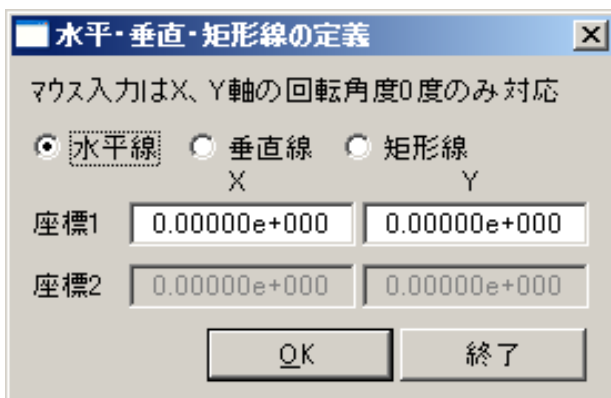 水平・垂直・矩形線の定義
マウス入力はX、Y軸の回転角度0度のみ対応
水平線 垂直線 矩形線
X Y
座標1 0.00000e+000 0.00000e+000
座標2 0.00000e+000 0.00000e+000
OK 終了